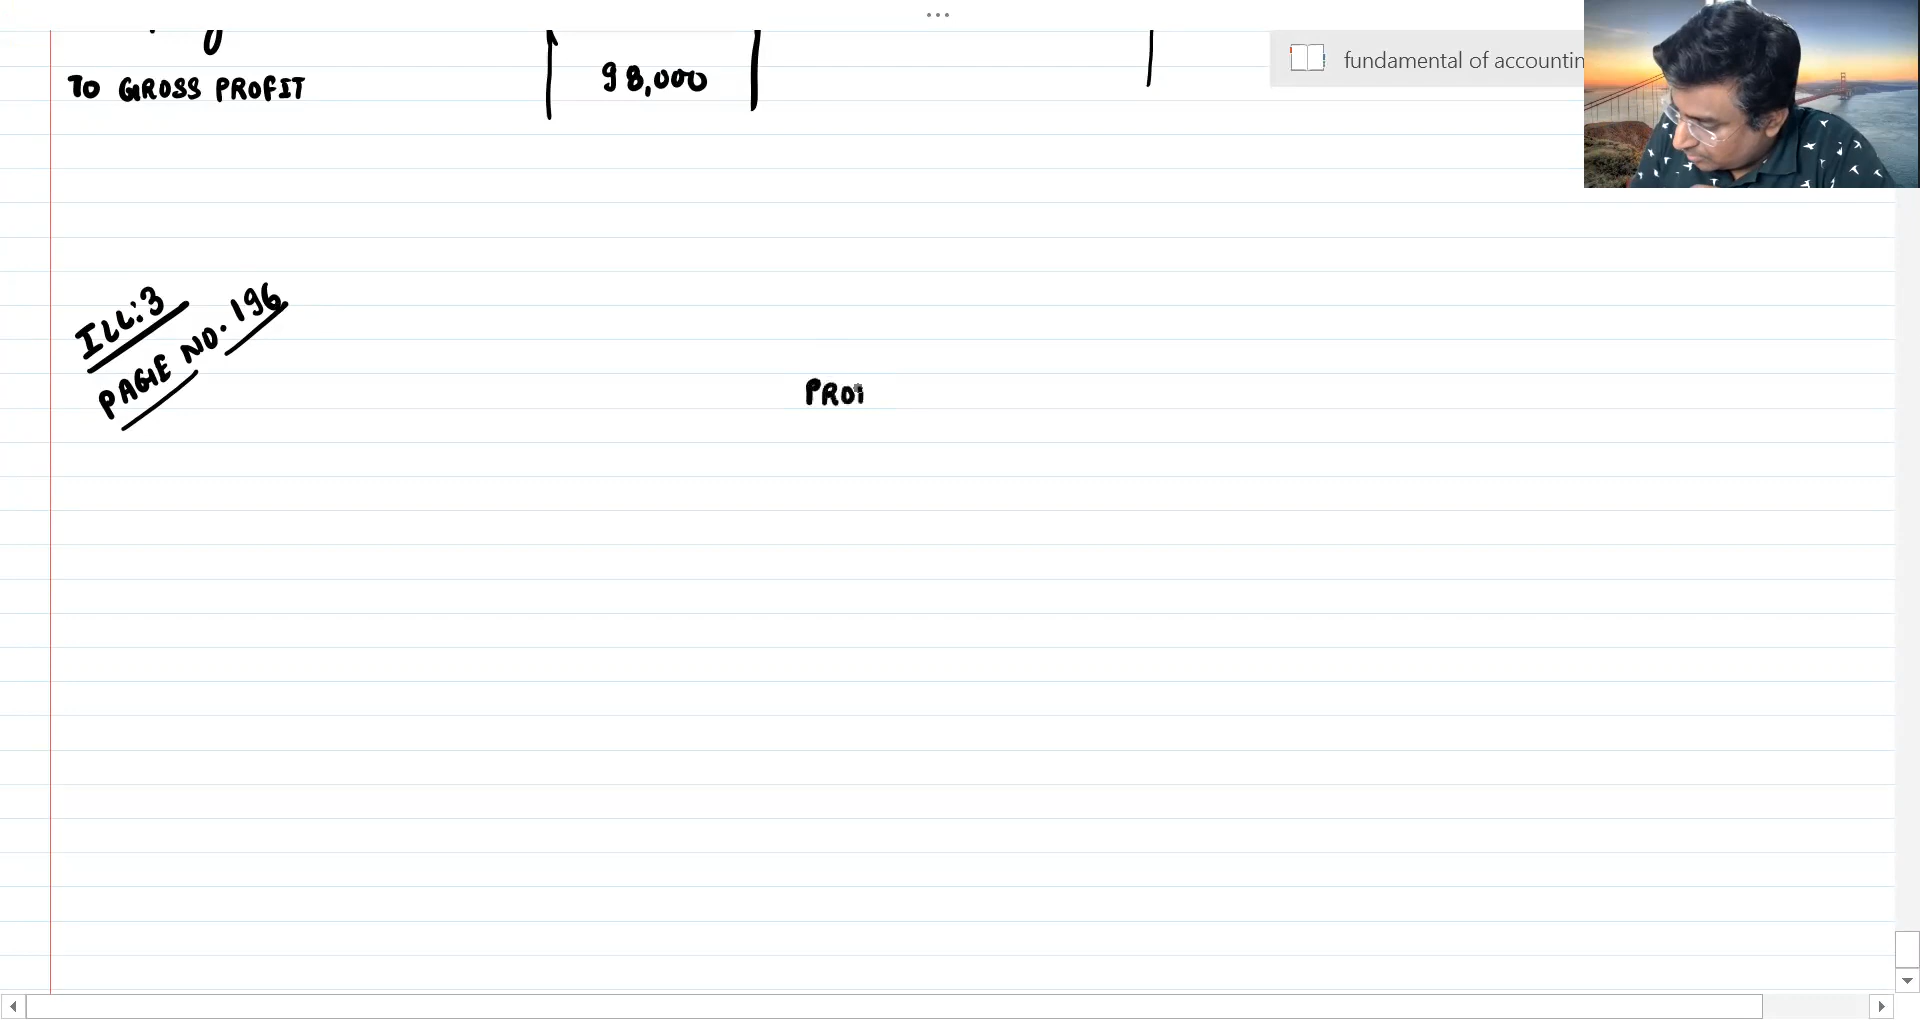 TO GROSS PROFIT 98,000
fundamental of accountin
ILL:3
PAGE NO. 196
PRO